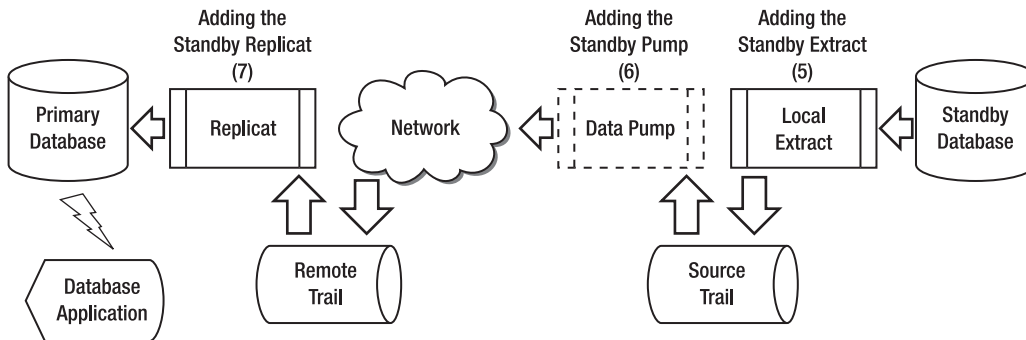 Adding the
Standby Replicat
(7)
Adding the
Standby Pump
(6)
Adding the
Standby Extract
(5)
Primary
Database
Replicat
Network
Data Pump
Local
Extract
Standby
Database
Database
Application
Remote
Trail
Source
Trail